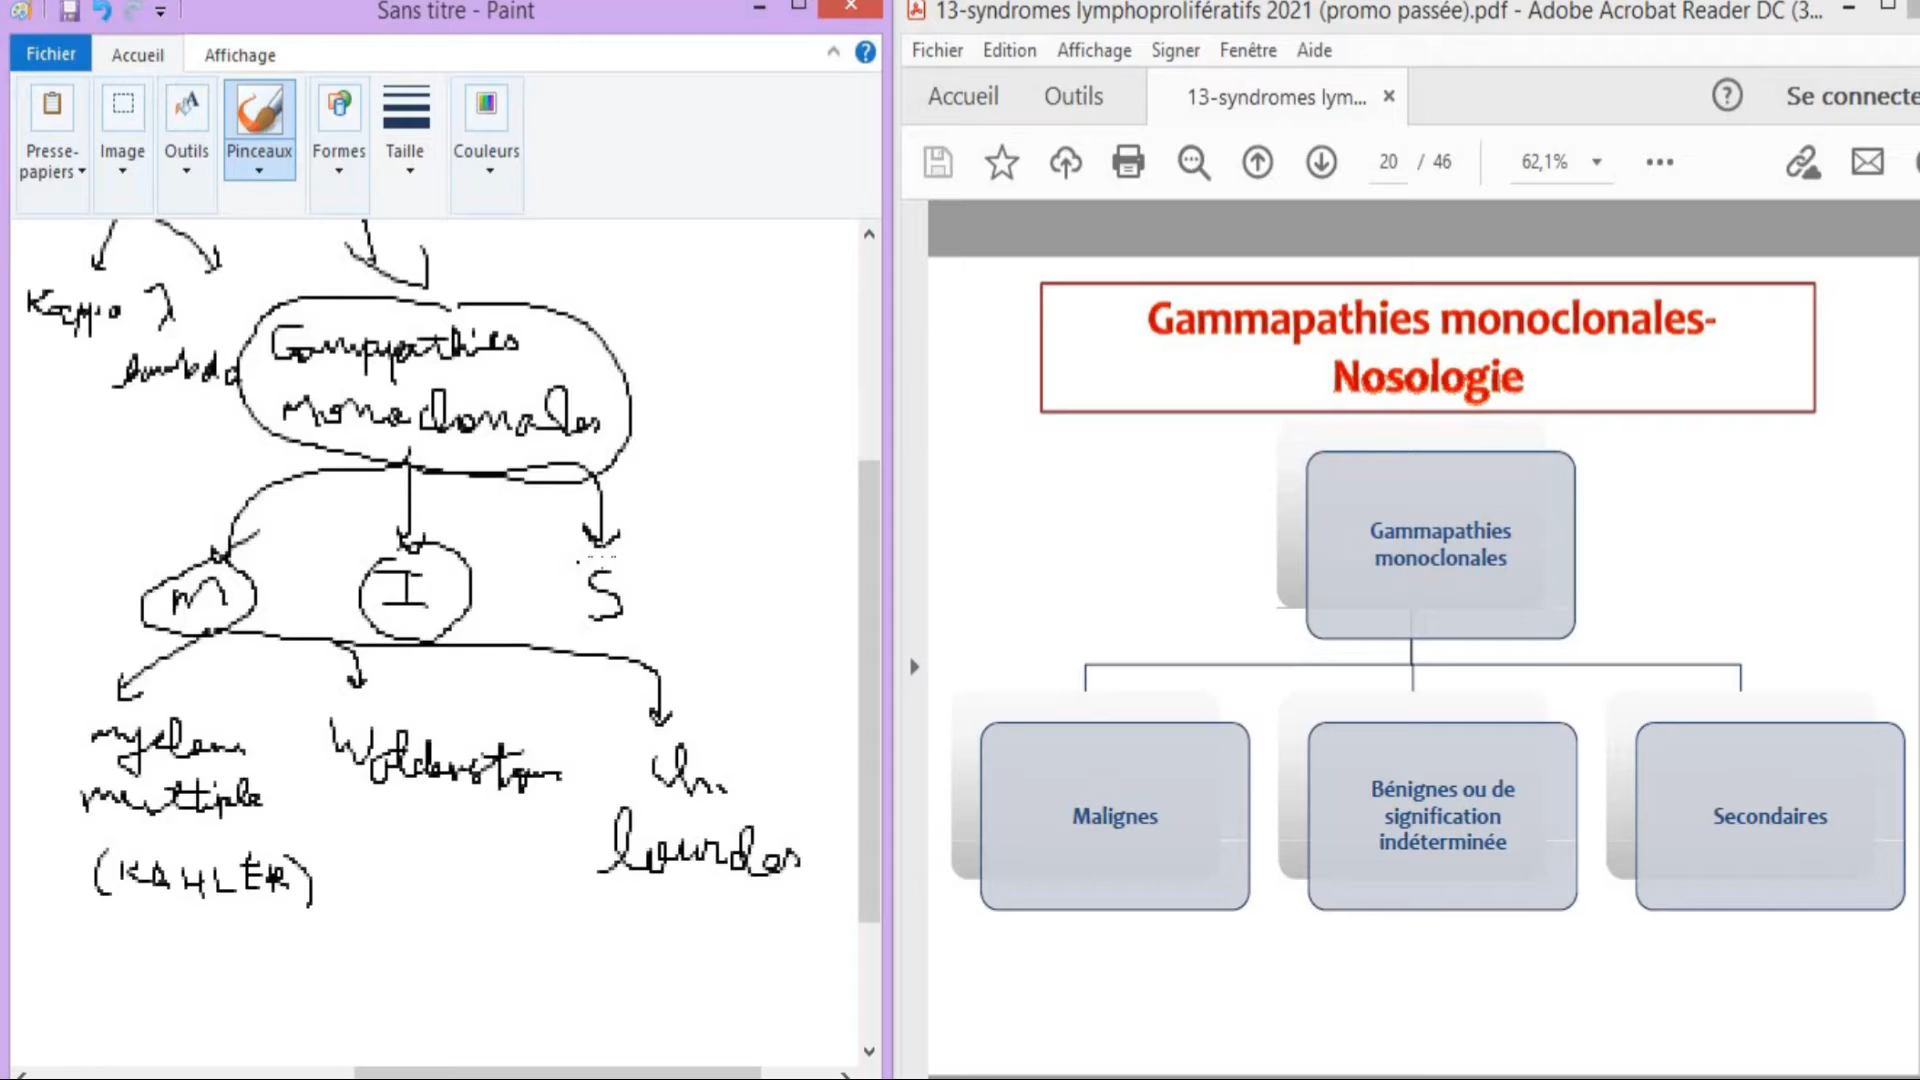 Sans titre - Paint
Fichier Accueil Affichage
Presse-papiers
Image
Outils
Pinceaux
Formes
Taille
Couleurs
Kappa λ
lambda
Gammapathies
monoclonales
M I S
myelome
multiple
(KAHLER)
lourdes
13-syndromes lymphoprolifératifs 2021 (promo passée).pdf - Adobe Acrobat Reader DC (3...
Fichier Edition Affichage Signer Fenêtre Aide
Accueil Outils 13-syndromes lym... Se connecte
20 / 46 62,1%
Gammapathies monoclonales-
Nosologie
Gammapathies
monoclonales
Malignes
Bénignes ou de
signification
indéterminée
Secondaires